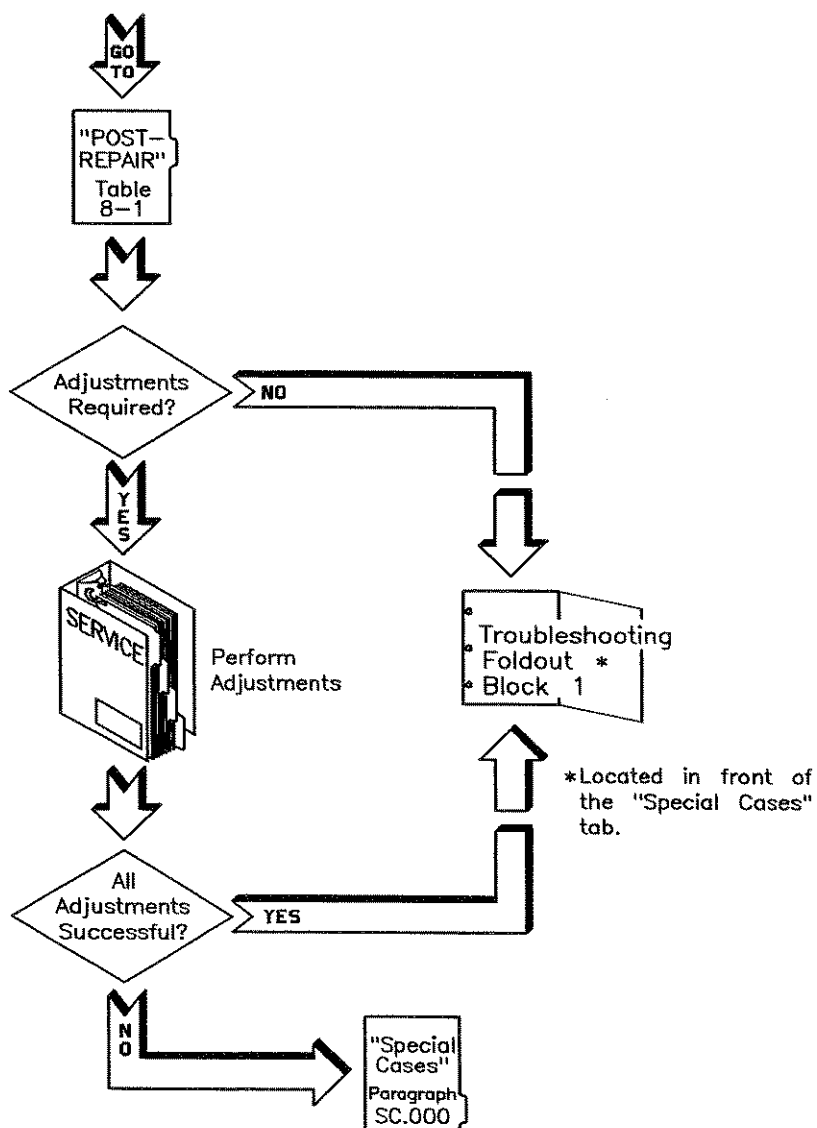 GO
TO
"POST-
REPAIR"
Table
8-1
Adjustments
Required?
NO
YES
SERVICE
Perform
Adjustments
Troubleshooting
Foldout *
Block 1
*Located in front of
the "Special Cases"
tab.
All
Adjustments
Successful?
YES
NO
"Special
Cases"
Paragraph
SC.000